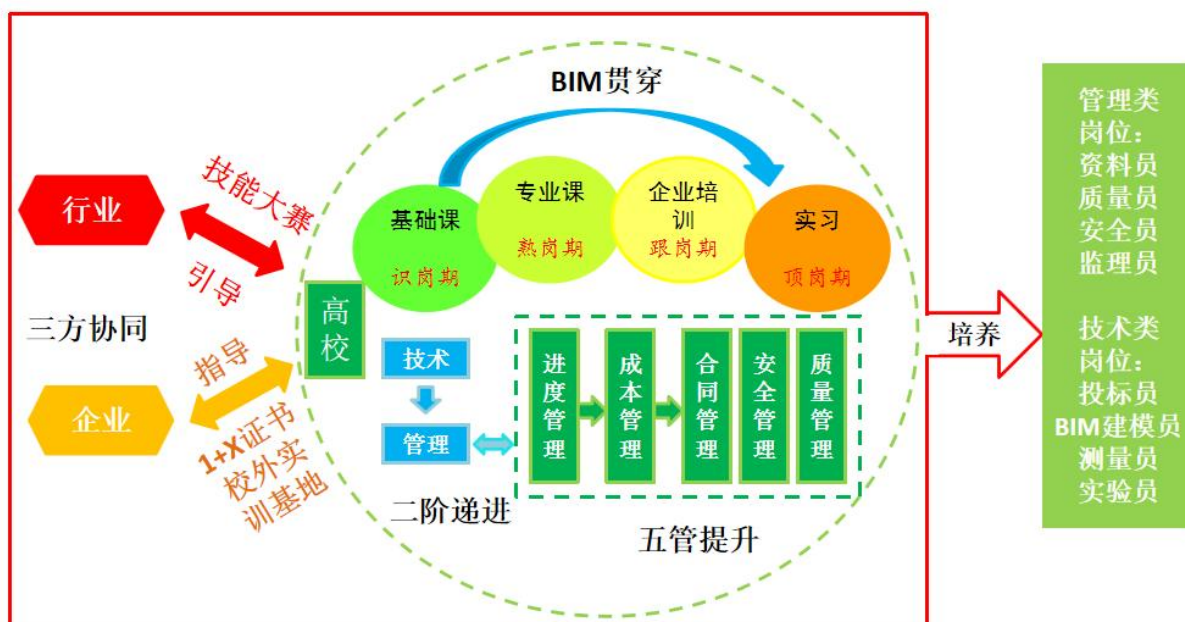 BIM贯穿
行业
技能大赛
引导
三方协同
企业
指导
1+X证书
校外实
训基地
高
校
基础课
识岗期
专业课
熟岗期
企业培
训
跟岗期
实习
顶岗期
技术
管理
二阶递进
进度管理
成本管理
合同管理
安全管理
质量管理
五管提升
培养
管理类
岗位：
资料员
质量员
安全员
监理员
技术类
岗位：
投标员
BIM建模员
测量员
实验员